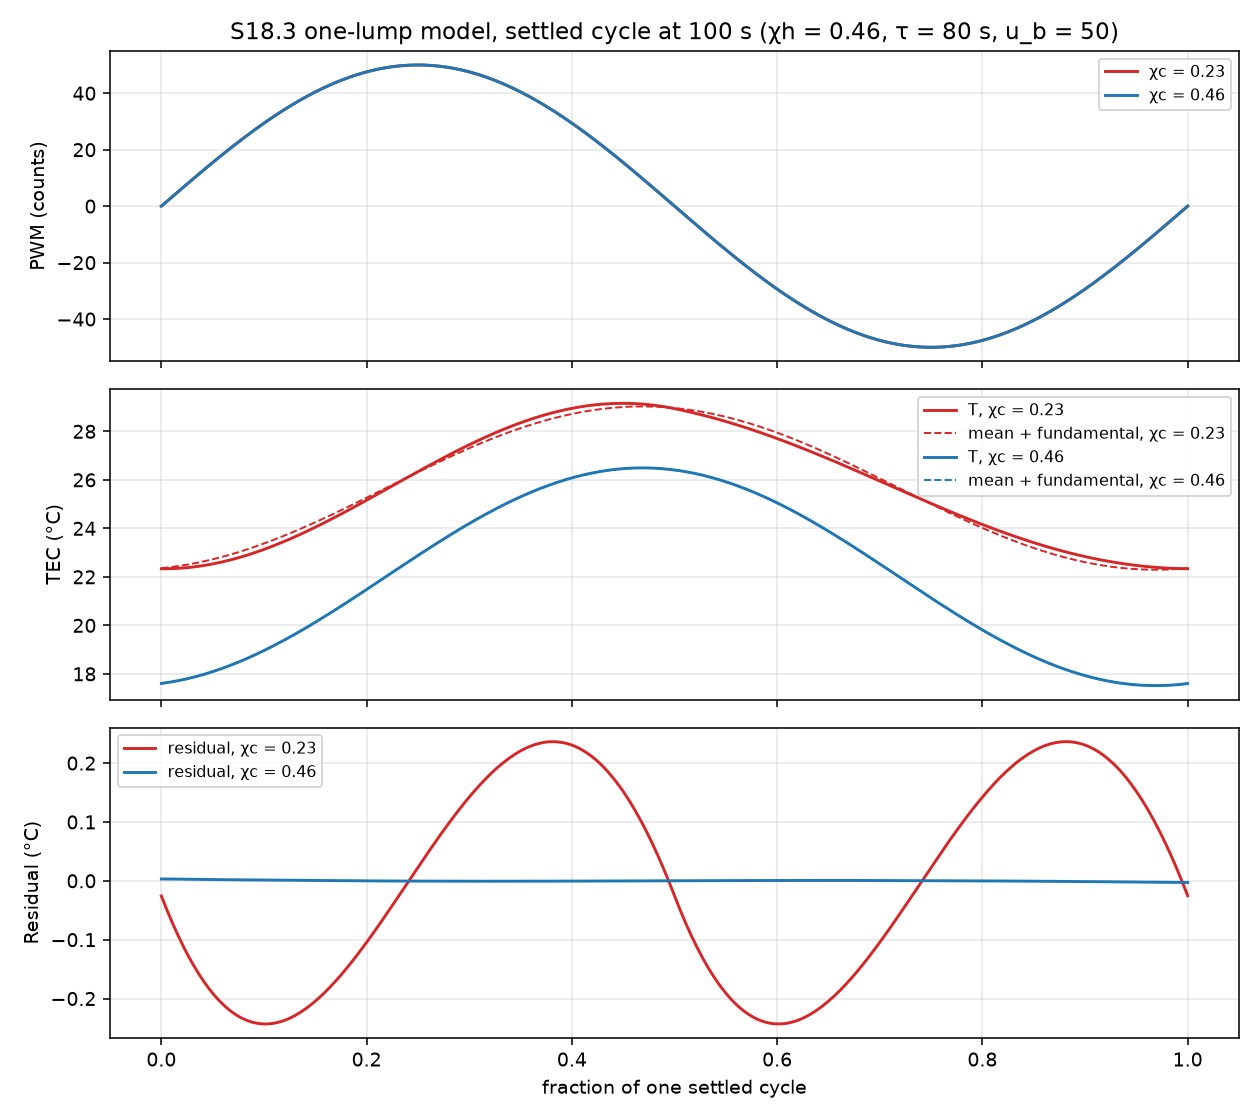 S18.3 one-lump model, settled cycle at 100 s (χh = 0.46, τ = 80 s, u_b = 50)
PWM (counts)
40
20
0
−20
−40
χc = 0.23
χc = 0.46
TEC (°C)
28
26
24
22
20
18
T, χc = 0.23
mean + fundamental, χc = 0.23
T, χc = 0.46
mean + fundamental, χc = 0.46
Residual (°C)
0.2
0.1
0.0
−0.1
−0.2
residual, χc = 0.23
residual, χc = 0.46
0.0 0.2 0.4 0.6 0.8 1.0
fraction of one settled cycle